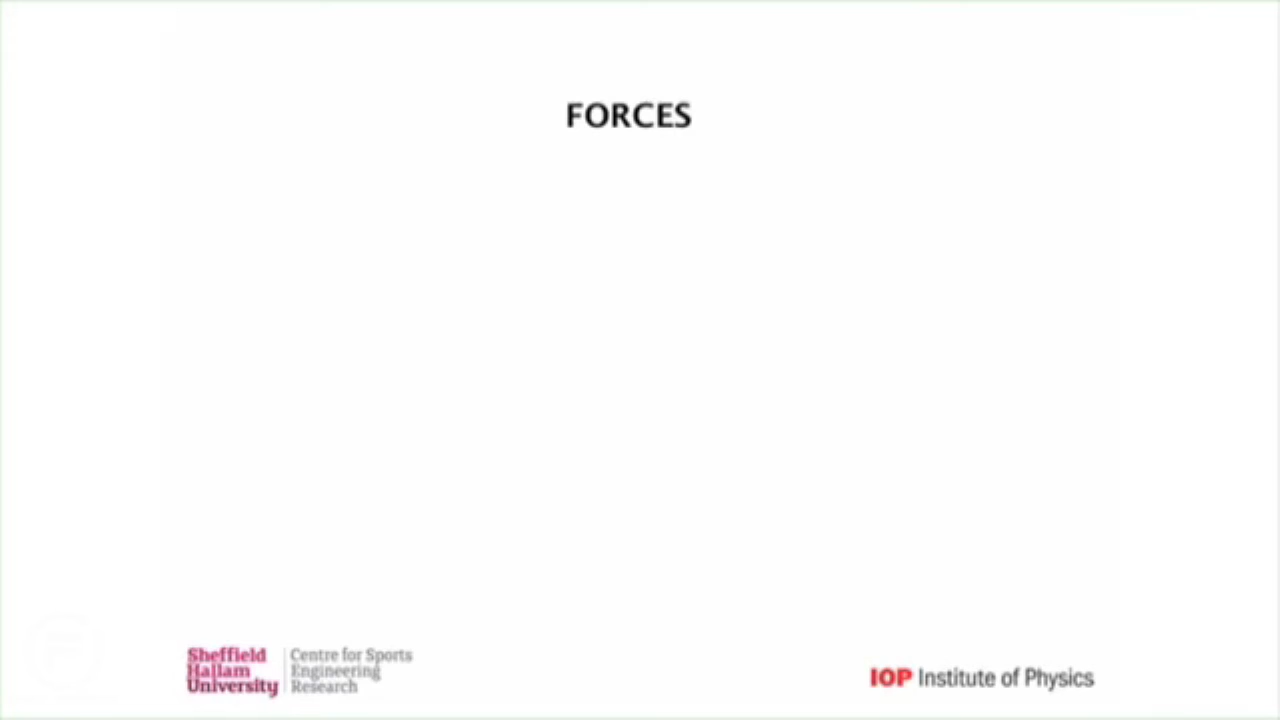 FORCES
Sheffield
Hallam
University
Centre for Sports
Engineering
Research
IOP Institute of Physics